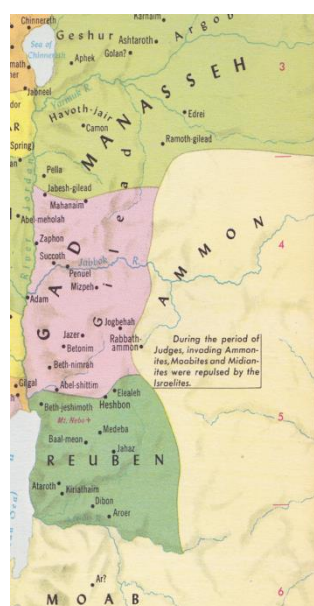 Chinnereth
Karnaim
Argob
Geshur
Ashtaroth
Sea of
Chinnereth
Golan?
Aphek
3
Jabneel
Yarmuk R
Havoth-jair
MANASSEH
Camon
Edrei
Spring)
Ramoth-gilead
Pella
Jabesh-gilead
Mahanaim
Abel-meholah
Gilead
Zaphon
4
Succoth
Jabbok R.
Penuel
Mizpeh
GAD
AMMON
Adam
Jogbehah
Jazer
Rabbath-
ammon
Betonim
During the period of
Judges, invading Ammon-
ites, Moabites and Midian-
ites were repulsed by the
Israelites.
Beth-nimrah
Gilgal
Abel-shittim
Elealeh
Beth-jeshimoth
Heshbon
Mt. Nebo
5
Medeba
Baal-meon
Jahaz
REUBEN
Ataroth
Kiriathaim
Dibon
Aroer
Ar?
6
MOAB